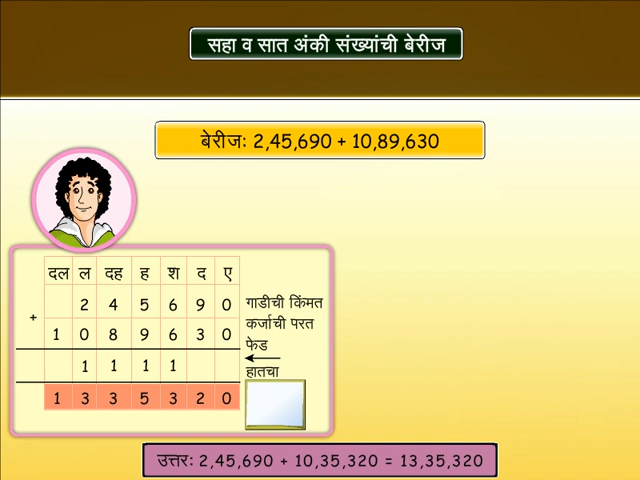 सहा व सात अंकी संख्यांची बेरीज
बेरीज: 2,45,690 + 10,89,630
दल ल दह ह श द ए
2 4 5 6 9 0 गाडीची किंमत
+
1 0 8 9 6 3 0 कर्जाची परत
फेड
1 1 1 1
हातचा
1 3 3 5 3 2 0
उत्तर: 2,45,690 + 10,35,320 = 13,35,320